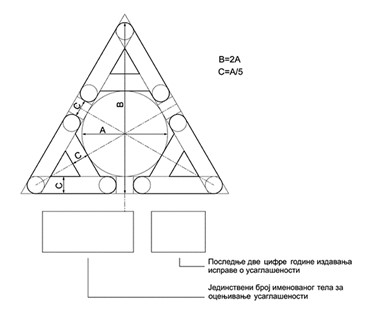 B=2A
C=A/5
C
B
A
C
C
Последње две цифре године издавања
исправе о усаглашености
Јединствени број именованог тела за
оцењивање усаглашености